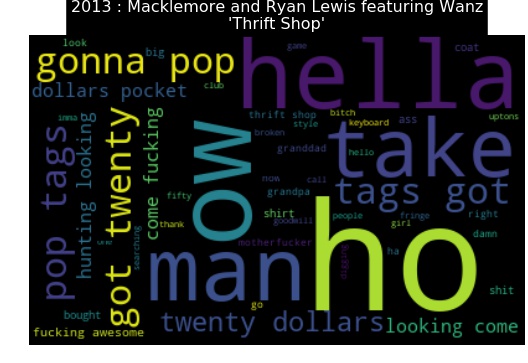 2013 : Macklemore and Ryan Lewis featuring Wanz
'Thrift Shop'
look
big
gonna pop
dollars pocket
club
hella
game
coat
pop tags
hunting looking
inma
got twenty
come fucking
ow
thrift shop
style
bitch
keyboard
ass
uptons
broken
granddad
hello
take
now
call
fifty
grandpa
tags got
thank
shirt
people
fringe
right
goodwill
girl
damn
searching
motherfucker
ha
man
digging
ho
shit
go
bought
twenty dollars
looking come
fucking awesome